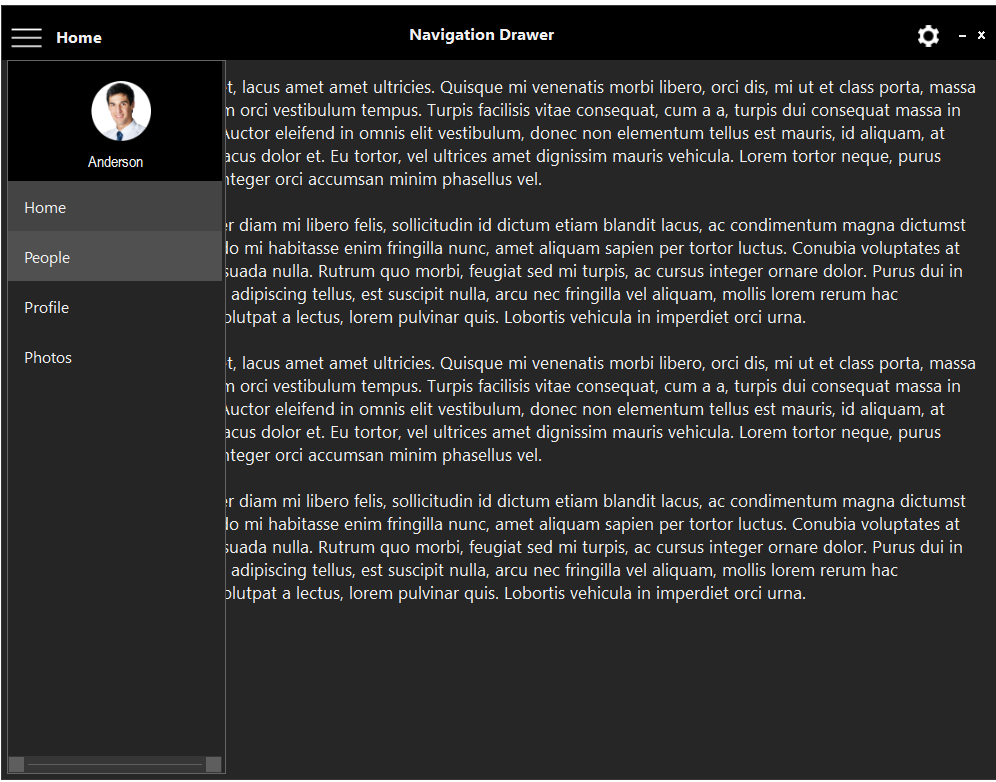 Home
Navigation Drawer
Anderson
Home
People
Profile
Photos
lacus amet amet ultricies. Quisque mi venenatis morbi libero, orci dis, mi ut et class porta, massa
orci vestibulum tempus. Turpis facilisis vitae consequat, cum a a, turpis dui consequat massa in
Auctor eleifend in omnis elit vestibulum, donec non elementum tellus est mauris, id aliquam, at
dolor et. Eu tortor, vel ultrices amet dignissim mauris vehicula. Lorem tortor neque, purus
orci accumsan minim phasellus vel.
diam mi libero felis, sollicitudin id dictum etiam blandit lacus, ac condimentum magna dictumst
mi habitasse enim fringilla nunc, amet aliquam sapien per tortor luctus. Conubia voluptates at
nulla. Rutrum quo morbi, feugiat sed mi turpis, ac cursus integer ornare dolor. Purus dui in
adipiscing tellus, est suscipit nulla, arcu nec fringilla vel aliquam, mollis lorem rerum hac
a lectus, lorem pulvinar quis. Lobortis vehicula in imperdiet orci urna.
lacus amet amet ultricies. Quisque mi venenatis morbi libero, orci dis, mi ut et class porta, massa
orci vestibulum tempus. Turpis facilisis vitae consequat, cum a a, turpis dui consequat massa in
Auctor eleifend in omnis elit vestibulum, donec non elementum tellus est mauris, id aliquam, at
dolor et. Eu tortor, vel ultrices amet dignissim mauris vehicula. Lorem tortor neque, purus
orci accumsan minim phasellus vel.
diam mi libero felis, sollicitudin id dictum etiam blandit lacus, ac condimentum magna dictumst
mi habitasse enim fringilla nunc, amet aliquam sapien per tortor luctus. Conubia voluptates at
nulla. Rutrum quo morbi, feugiat sed mi turpis, ac cursus integer ornare dolor. Purus dui in
adipiscing tellus, est suscipit nulla, arcu nec fringilla vel aliquam, mollis lorem rerum hac
a lectus, lorem pulvinar quis. Lobortis vehicula in imperdiet orci urna.